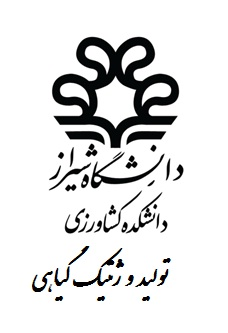 دانشگاه شیراز
دانشکده کشاورزی
تولید و ژنتیک گیاهی